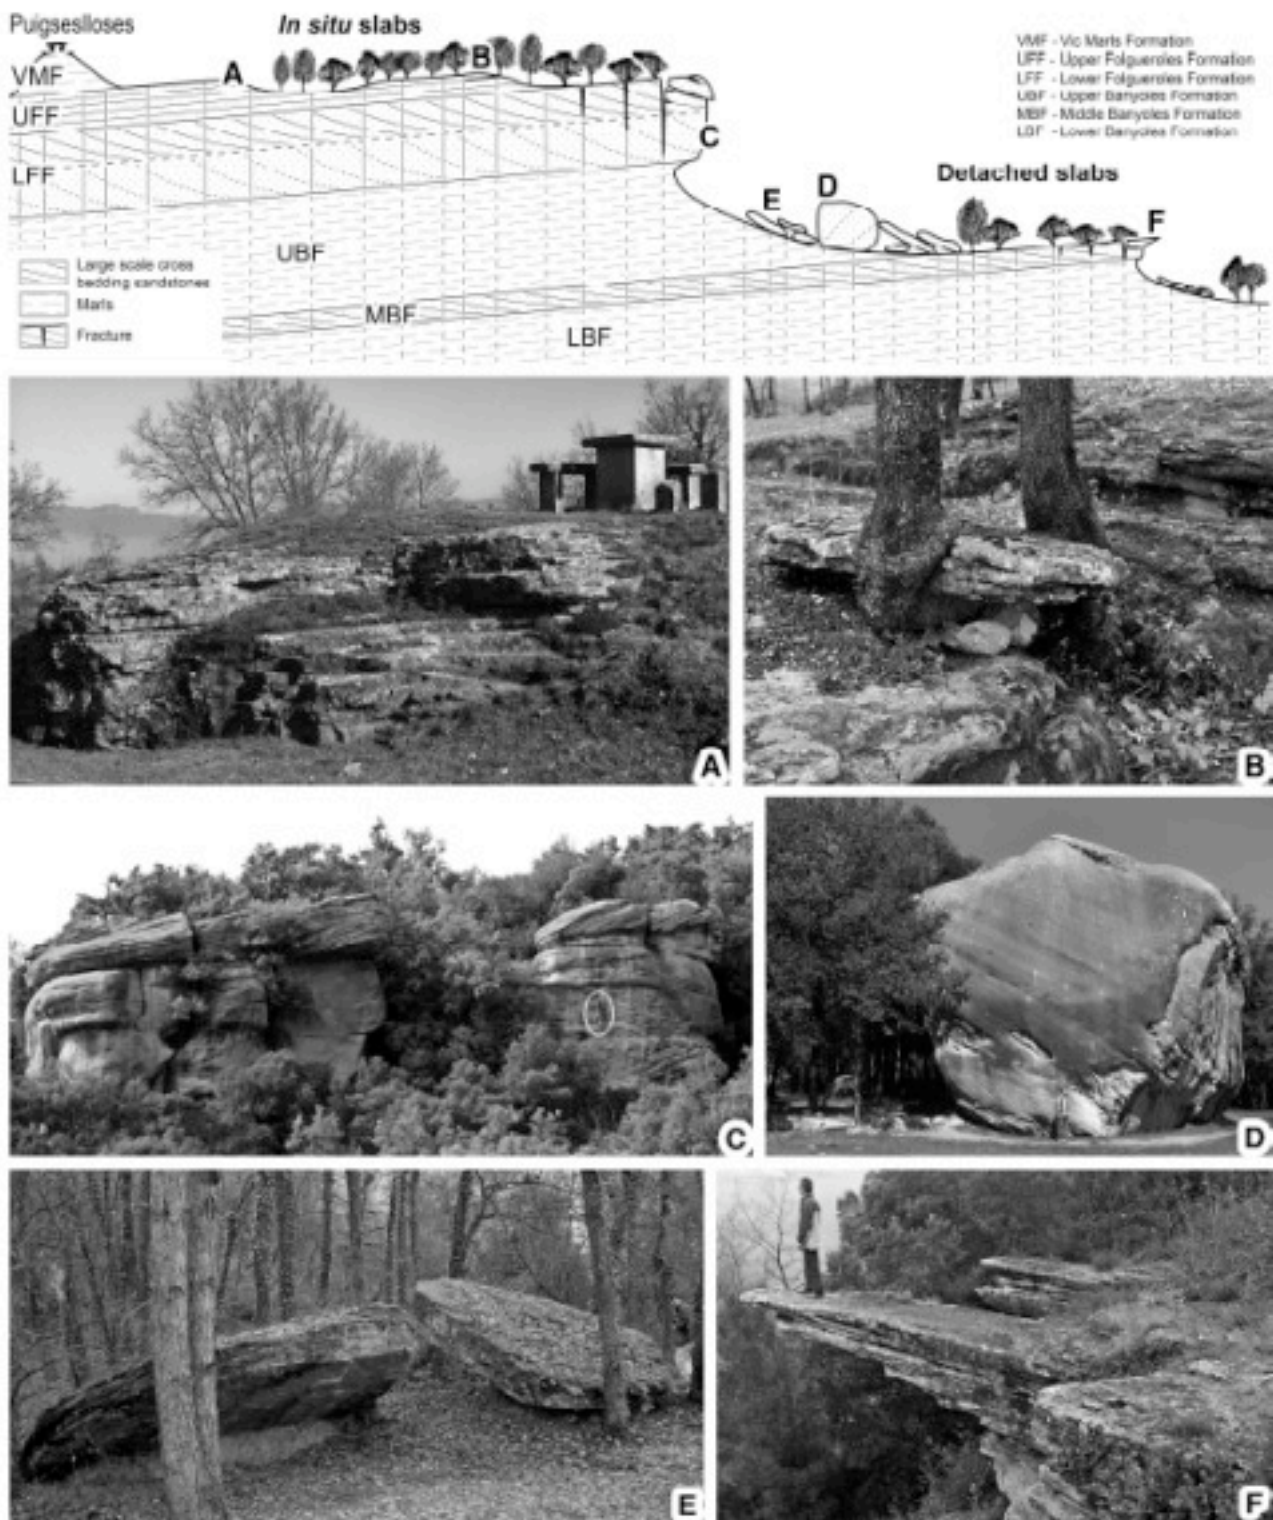 Puigseslloses
In situ slabs
VMF - Vic Marls Formation
UFF - Upper Folgueroles Formation
LFF - Lower Folgueroles Formation
UBF - Upper Banyoles Formation
MBF - Middle Banyoles Formation
LBF - Lower Banyoles Formation
VMF
A
B
UFF
C
LFF
Detached slabs
E
D
F
UBF
Large scale cross
bedding sandstones
Marls
MBF
Fracture
LBF
A
B
C
D
E
F